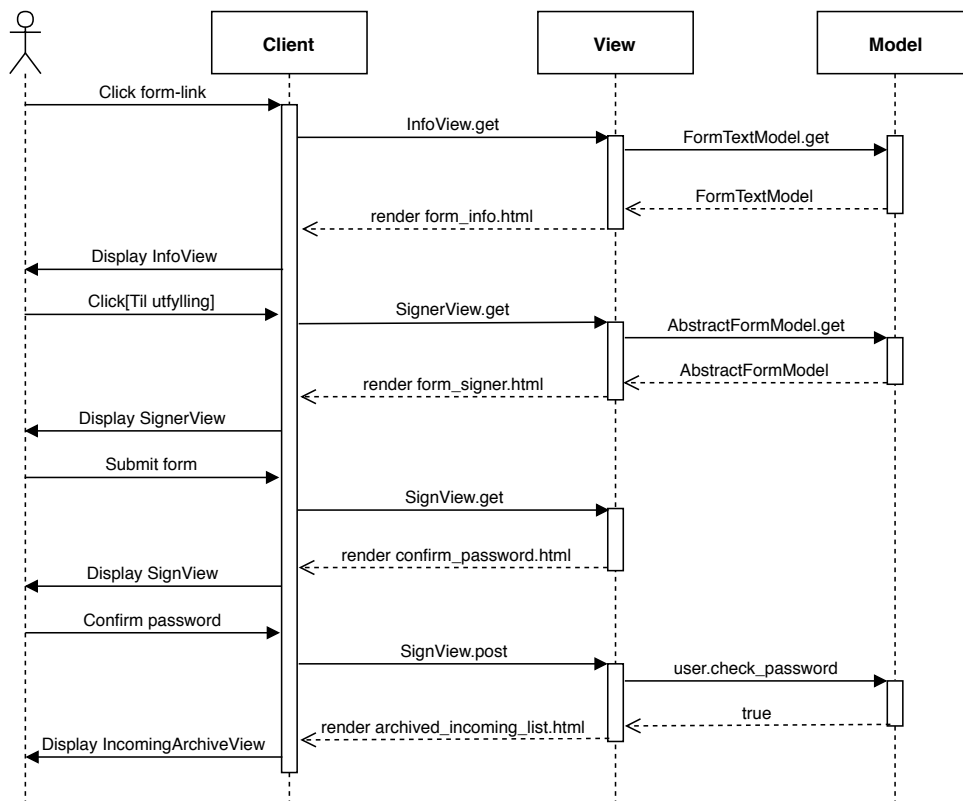 Client
View
Model
Click form-link
InfoView.get
FormTextModel.get
FormTextModel
render form_info.html
Display InfoView
Click[Til utfylling]
SignerView.get
AbstractFormModel.get
AbstractFormModel
render form_signer.html
Display SignerView
Submit form
SignView.get
render confirm_password.html
Display SignView
Confirm password
SignView.post
user.check_password
true
render archived_incoming_list.html
Display IncomingArchiveView